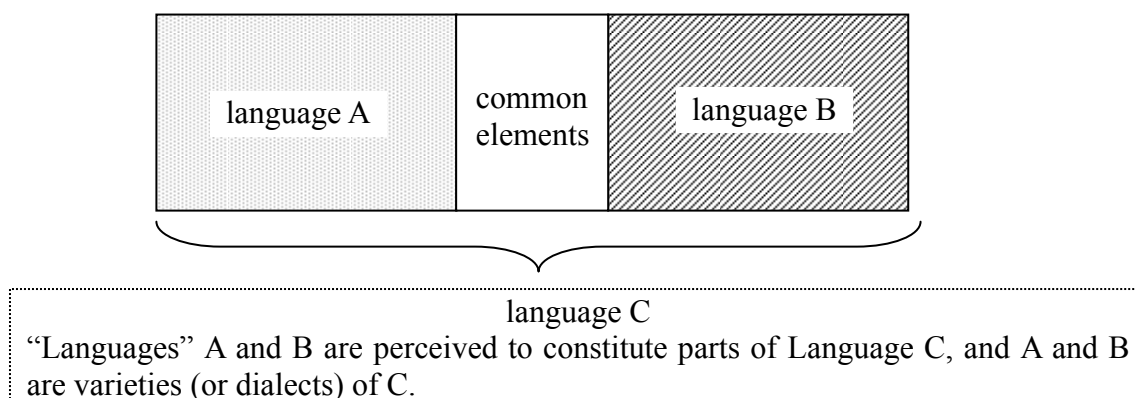 language A
common
elements
language B
language C
“Languages” A and B are perceived to constitute parts of Language C, and A and B
are varieties (or dialects) of C.